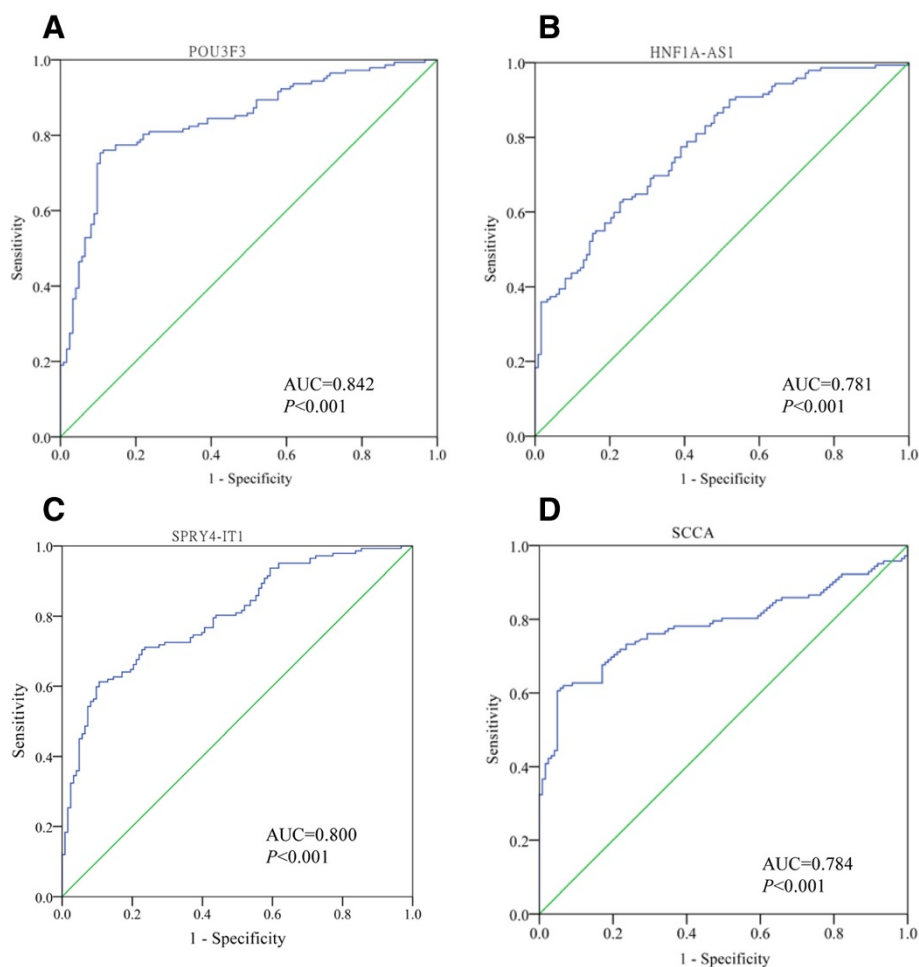 A
POU3F3
1.0
0.8
0.6
0.4
0.2
0.0
Sensitivity
AUC=0.842
P<0.001
0.0 0.2 0.4 0.6 0.8 1.0
1 - Specificity
B
HNF1A-AS1
1.0
0.8
0.6
0.4
0.2
0.0
Sensitivity
AUC=0.781
P<0.001
0.0 0.2 0.4 0.6 0.8 1.0
1 - Specificity
C
SPRY4-IT1
1.0
0.8
0.6
0.4
0.2
0.0
Sensitivity
AUC=0.800
P<0.001
0.0 0.2 0.4 0.6 0.8 1.0
1 - Specificity
D
SCCA
1.0
0.8
0.6
0.4
0.2
0.0
Sensitivity
AUC=0.784
P<0.001
0.0 0.2 0.4 0.6 0.8 1.0
1 - Specificity